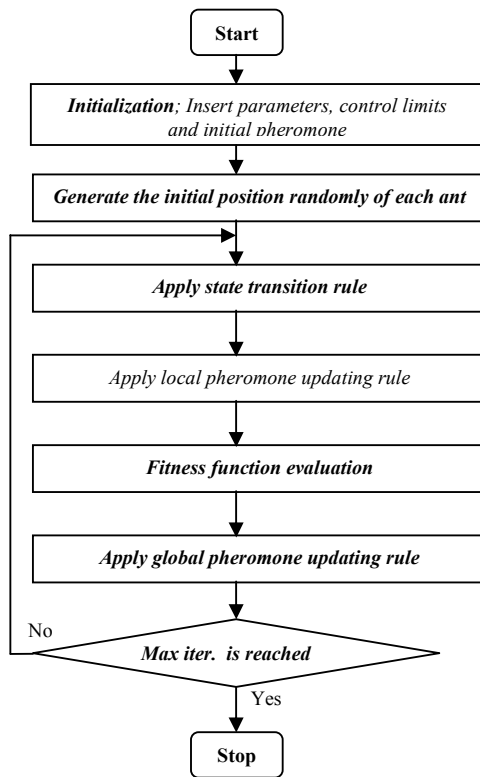 Start
Initialization; Insert parameters, control limits
and initial pheromone
Generate the initial position randomly of each ant
Apply state transition rule
Apply local pheromone updating rule
Fitness function evaluation
Apply global pheromone updating rule
No
Max iter. is reached
Yes
Stop